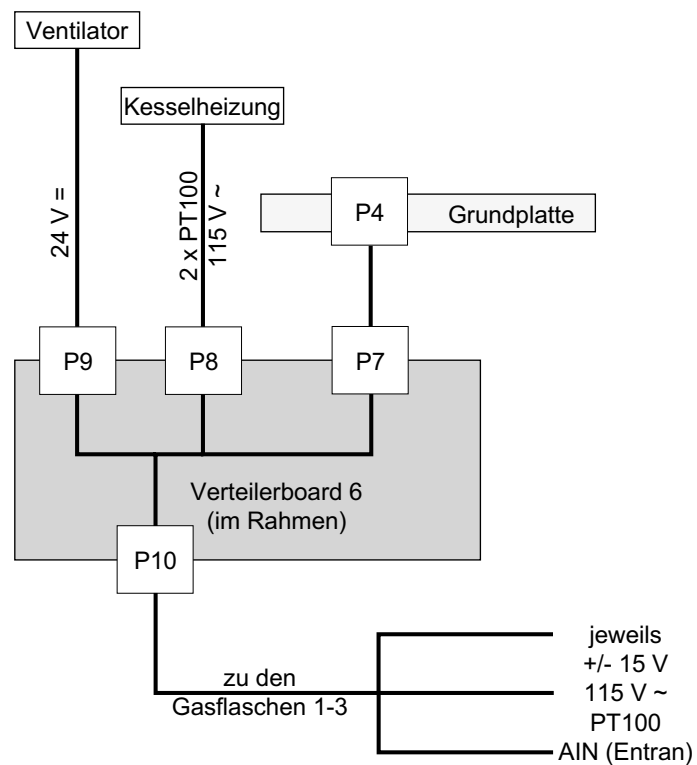 Ventilator
Kesselheizung
24 V =
2 x PT100
115 V ~
P4
Grundplatte
P9
P8
P7
Verteilerboard 6
(im Rahmen)
P10
zu den
Gasflaschen 1-3
jeweils
+/- 15 V
115 V ~
PT100
AIN (Entran)